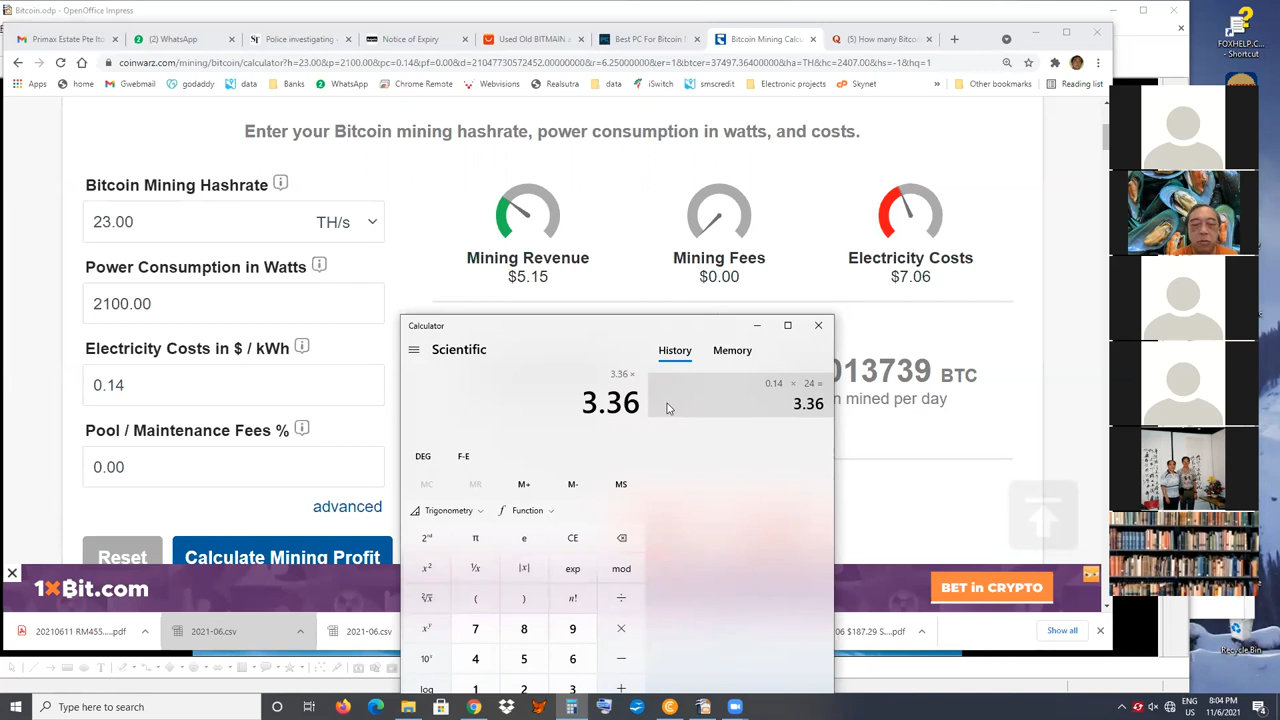 Bitcoin.odp - OpenOffice Impress
Primax Estate Pte lt
(2) WhatsApp
Police investigating
Notice of Expiry
Used Old BRITAIN a
Best PC For Bitcoin
Bitcoin Mining Calcu
(5) How many Bitcoin
coinwarz.com/mining/bitcoin/calculator?h=23.00&p=2100.00&pc=0.14&pf=0.00&d=21047730572451.55000000&r=6.25000000&er=1&btcer=37497.36400000&hu=TH&hc=2407.00&hs=-1&hq=1
Apps
home
Gwebmail
godaddy
data
Banks
WhatsApp
Chrome Remote
Webvisions
Realsutra
data
iSwitch
smscredit
Electronic projects
Skynet
»
Other bookmarks
Reading list
FOXHELP.C...
- Shortcut
Enter your Bitcoin mining hashrate, power consumption in watts, and costs.
Bitcoin Mining Hashrate
23.00 TH/s
Power Consumption in Watts
2100.00
Electricity Costs in $ / kWh
0.14
Pool / Maintenance Fees %
0.00
advanced
Reset
Calculate Mining Profit
Mining Revenue
$5.15
Mining Fees
$0.00
Electricity Costs
$7.06
013739 BTC
n mined per day
Calculator
Scientific
History
Memory
3.36 ×
3.36
0.14 × 24 =
3.36
DEG
F-E
MC
MR
M+
M-
MS
Trigonometry
Function
2ⁿᵈ
π
e
CE
x²
¹/x
|x|
exp
mod
²√x
(
)
n!
÷
xʸ
7
8
9
×
10ˣ
4
5
6
−
log
1
2
3
+
1XBit.com
BET in CRYPTO
20210611 RM455....pdf
2021-06.csv
2021-06.csv
06 $187.29 S....pdf
Show all
Recycle Bin
Type here to search
ENG
US
8:04 PM
11/6/2021
4